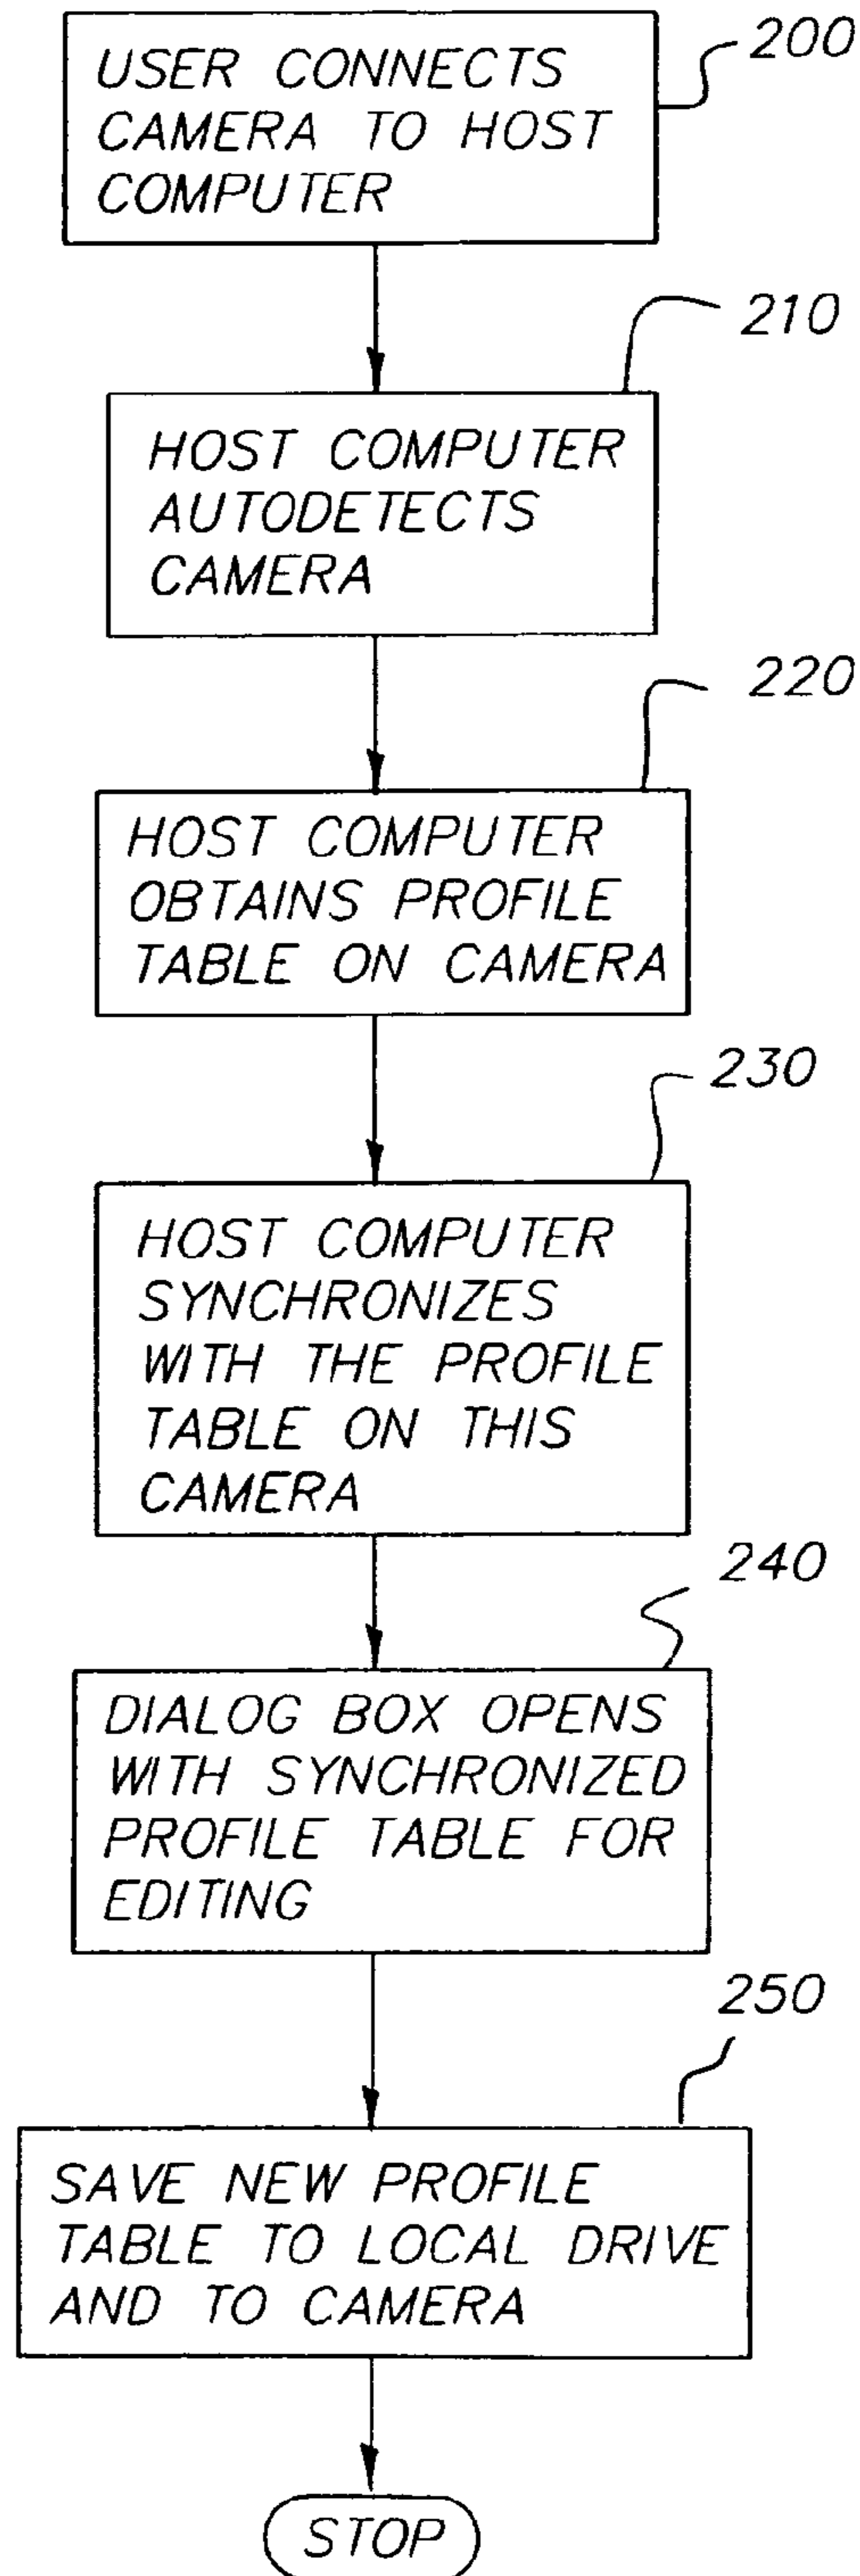 200
USER CONNECTS
CAMERA TO HOST
COMPUTER
210
HOST COMPUTER
AUTODETECTS
CAMERA
220
HOST COMPUTER
OBTAINS PROFILE
TABLE ON CAMERA
230
HOST COMPUTER
SYNCHRONIZES
WITH THE PROFILE
TABLE ON THIS
CAMERA
240
DIALOG BOX OPENS
WITH SYNCHRONIZED
PROFILE TABLE FOR
EDITING
250
SAVE NEW PROFILE
TABLE TO LOCAL DRIVE
AND TO CAMERA
STOP